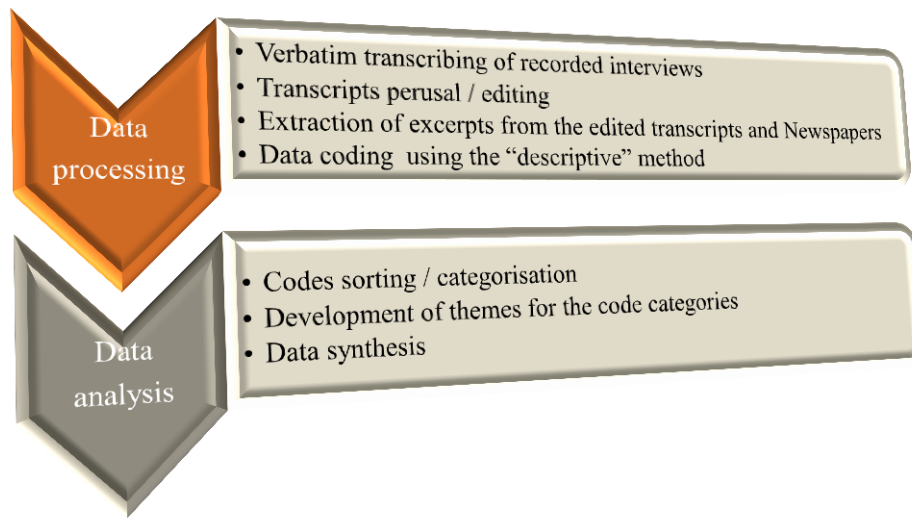 Data
processing
• Verbatim transcribing of recorded interviews
• Transcripts perusal / editing
• Extraction of excerpts from the edited transcripts and Newspapers
• Data coding using the “descriptive” method
Data
analysis
• Codes sorting / categorisation
• Development of themes for the code categories
• Data synthesis